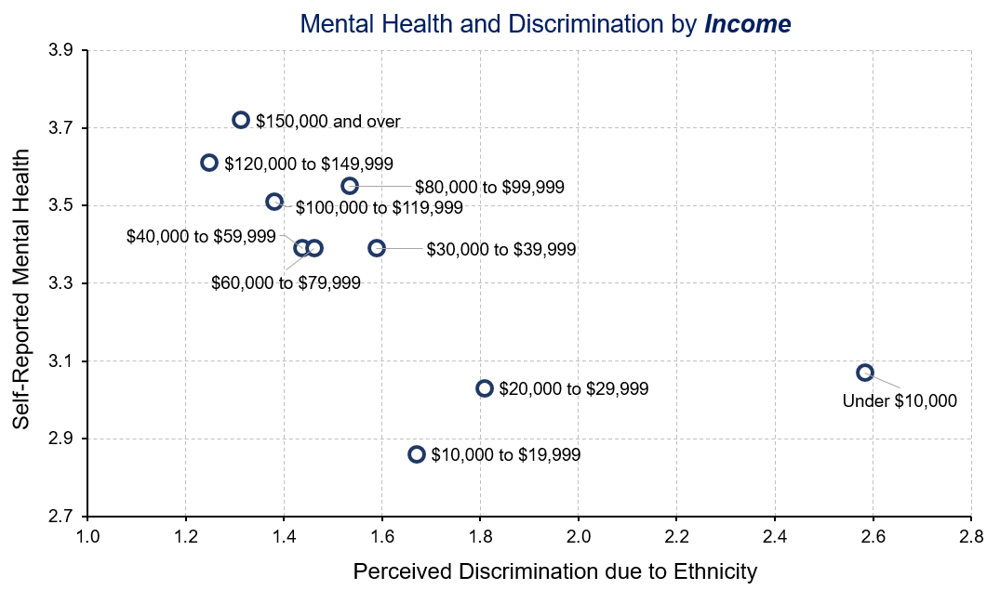 Mental Health and Discrimination by Income
Self-Reported Mental Health
3.9
3.7
3.5
3.3
3.1
2.9
2.7
$150,000 and over
$120,000 to $149,999
$80,000 to $99,999
$100,000 to $119,999
$40,000 to $59,999
$30,000 to $39,999
$60,000 to $79,999
$20,000 to $29,999
Under $10,000
$10,000 to $19,999
1.0 1.2 1.4 1.6 1.8 2.0 2.2 2.4 2.6 2.8
Perceived Discrimination due to Ethnicity